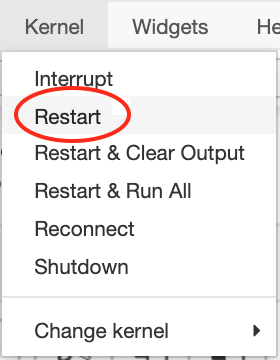 Kernel Widgets He
Interrupt
Restart
Restart & Clear Output
Restart & Run All
Reconnect
Shutdown
Change kernel